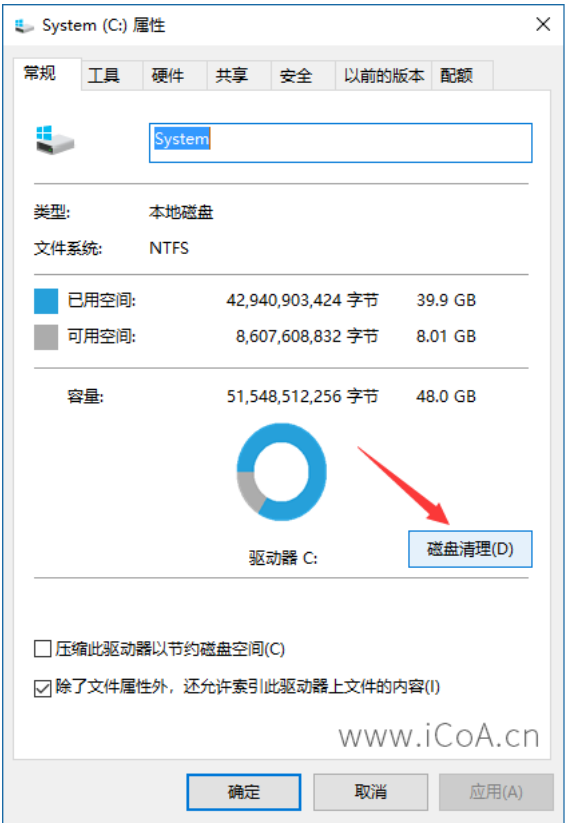 System (C:) 属性
常规 工具 硬件 共享 安全 以前的版本 配额
System
类型: 本地磁盘
文件系统: NTFS
已用空间: 42,940,903,424 字节 39.9 GB
可用空间: 8,607,608,832 字节 8.01 GB
容量: 51,548,512,256 字节 48.0 GB
驱动器 C: 磁盘清理(D)
压缩此驱动器以节约磁盘空间(C)
除了文件属性外，还允许索引此驱动器上文件的内容(I)
www.iCoA.cn
确定 取消 应用(A)